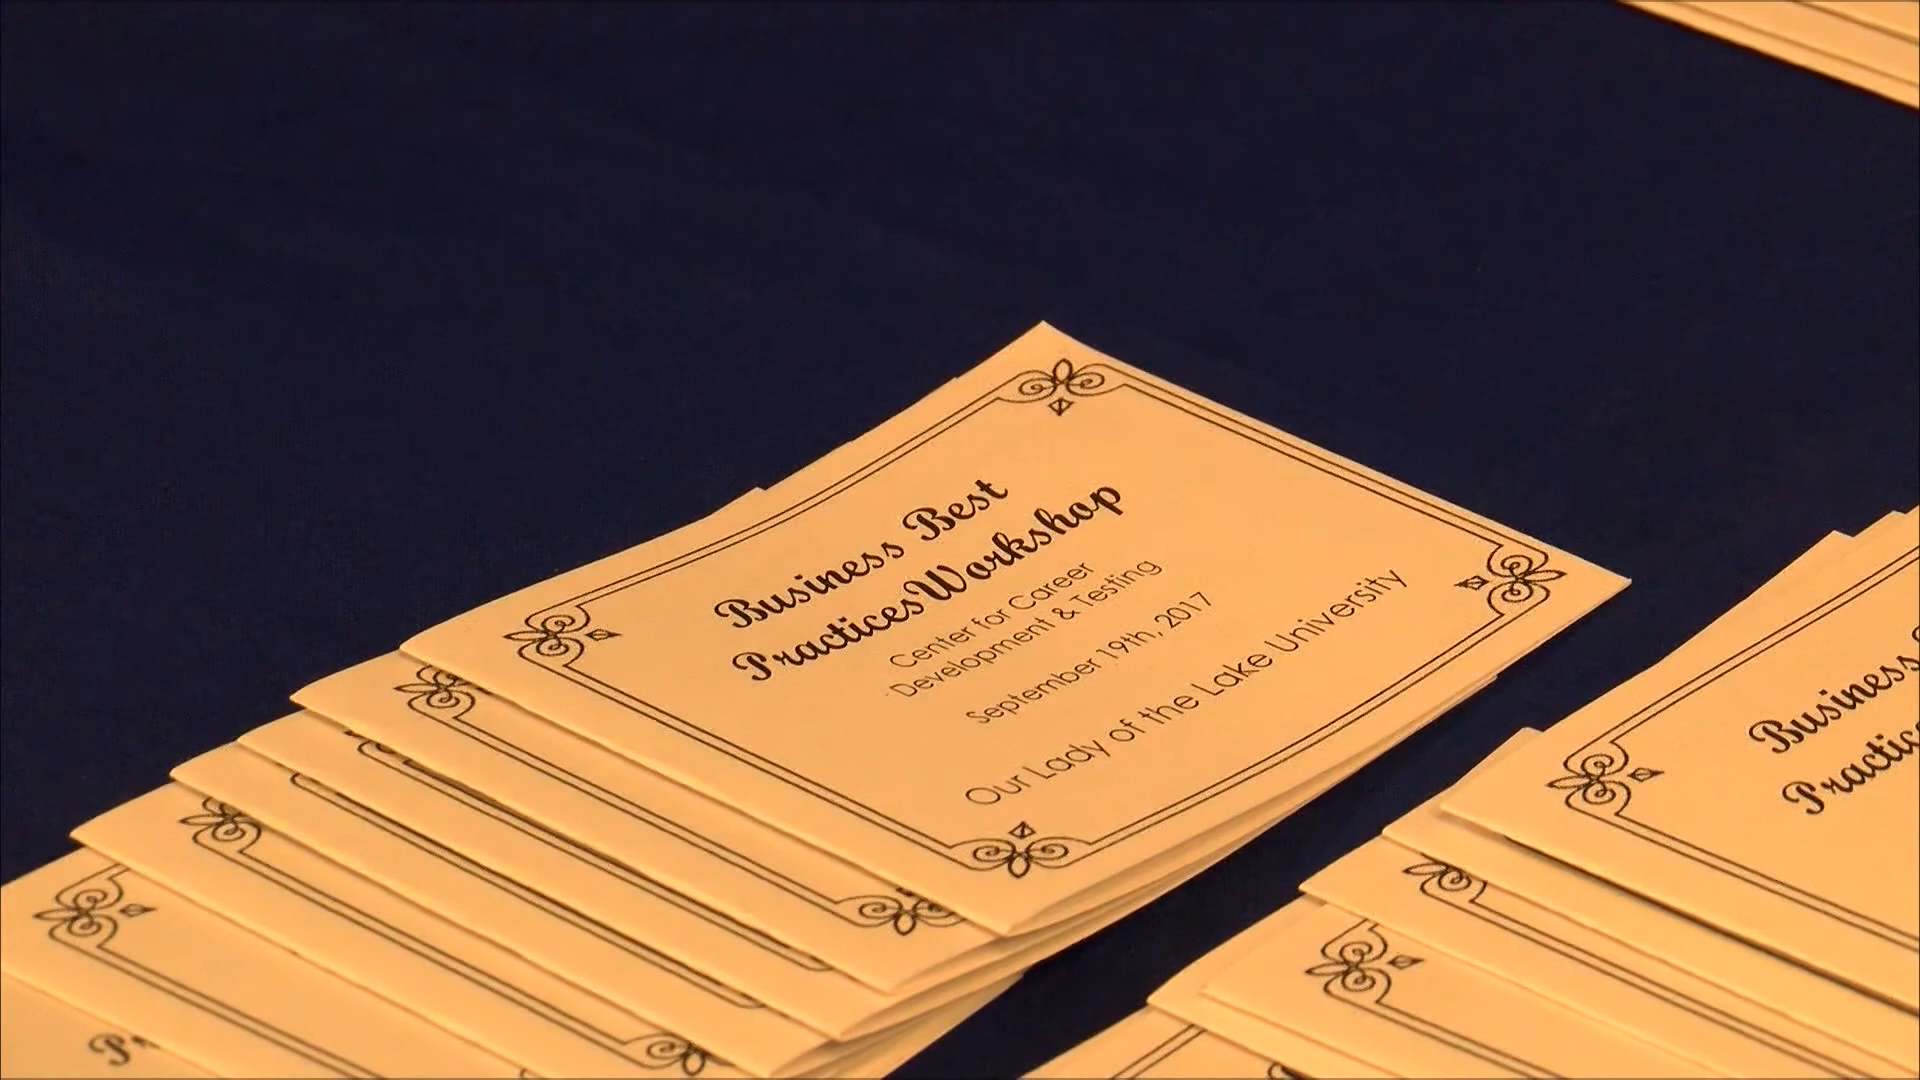 Business Best
Practices Workshop
Center for Career
Development & Testing
September 19th, 2017
Our Lady of the Lake University
Business